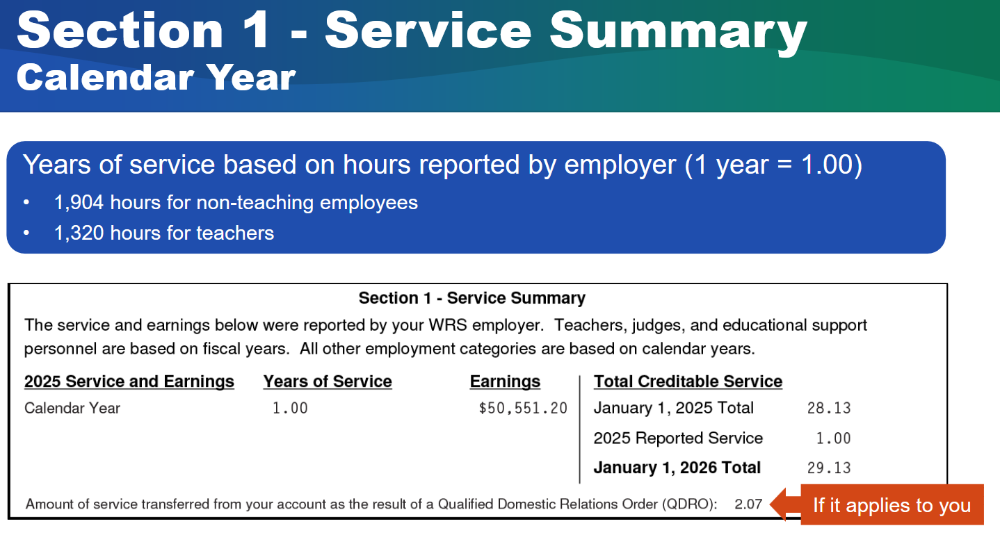 Section 1 - Service Summary
Calendar Year
Years of service based on hours reported by employer (1 year = 1.00)
• 1,904 hours for non-teaching employees
• 1,320 hours for teachers
Section 1 - Service Summary
The service and earnings below were reported by your WRS employer. Teachers, judges, and educational support
personnel are based on fiscal years. All other employment categories are based on calendar years.
2025 Service and Earnings Years of Service Earnings Total Creditable Service
Calendar Year 1.00 $50,551.20 January 1, 2025 Total 28.13
2025 Reported Service 1.00
January 1, 2026 Total 29.13
Amount of service transferred from your account as the result of a Qualified Domestic Relations Order (QDRO): 2.07 If it applies to you